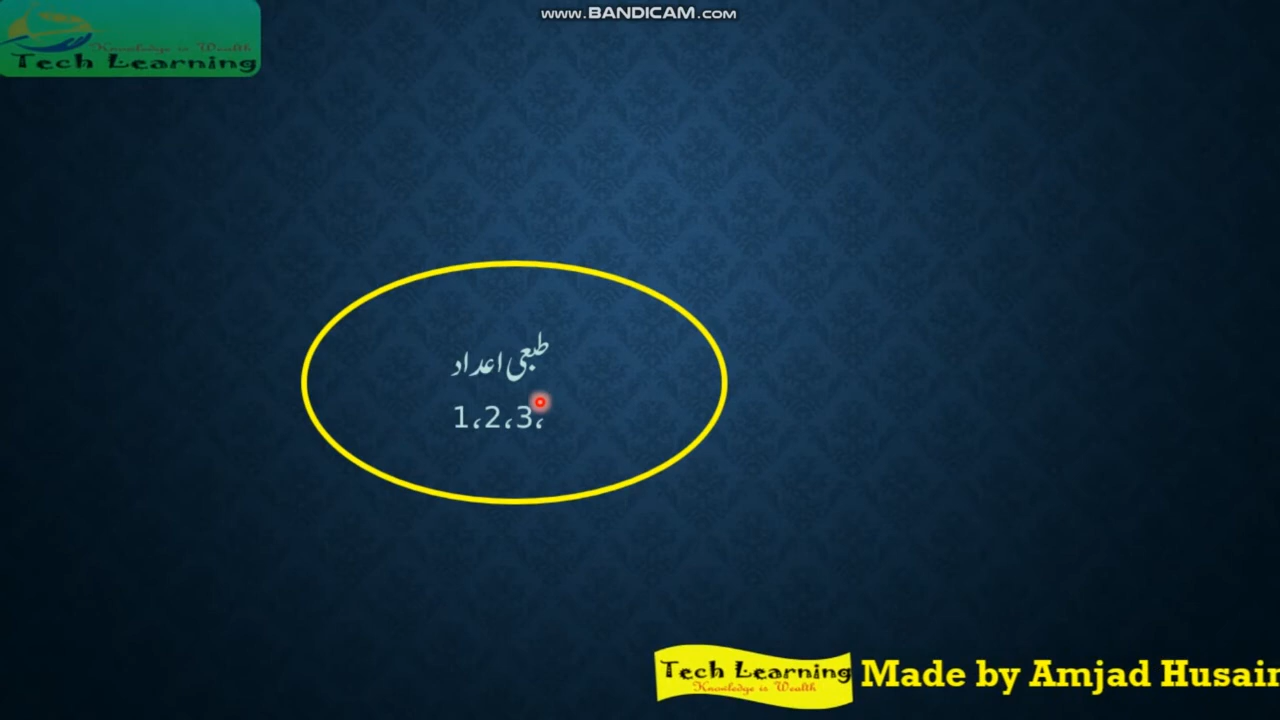 www.BANDICAM.com
Knowledge is Wealth
Tech Learning
طبعی اعداد
1،2،3،
Tech Learning
Knowledge is Wealth
Made by Amjad Husain